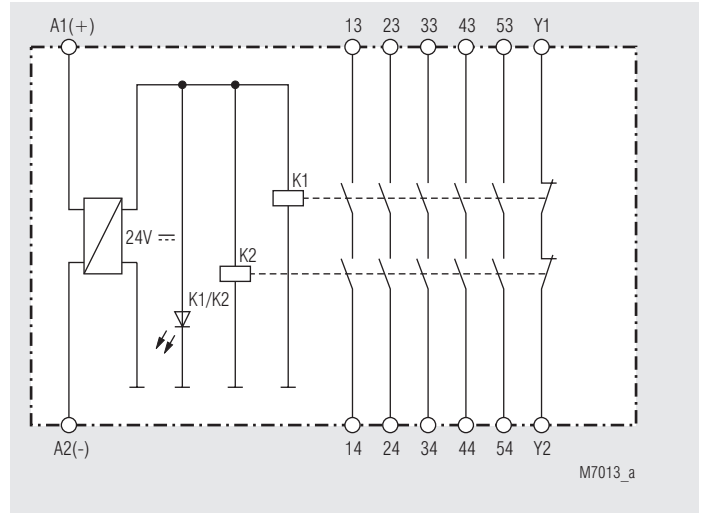 A1(+) 13 23 33 43 53 Y1
K1
24V
K2
K1/K2
A2(-) 14 24 34 44 54 Y2
M7013_a